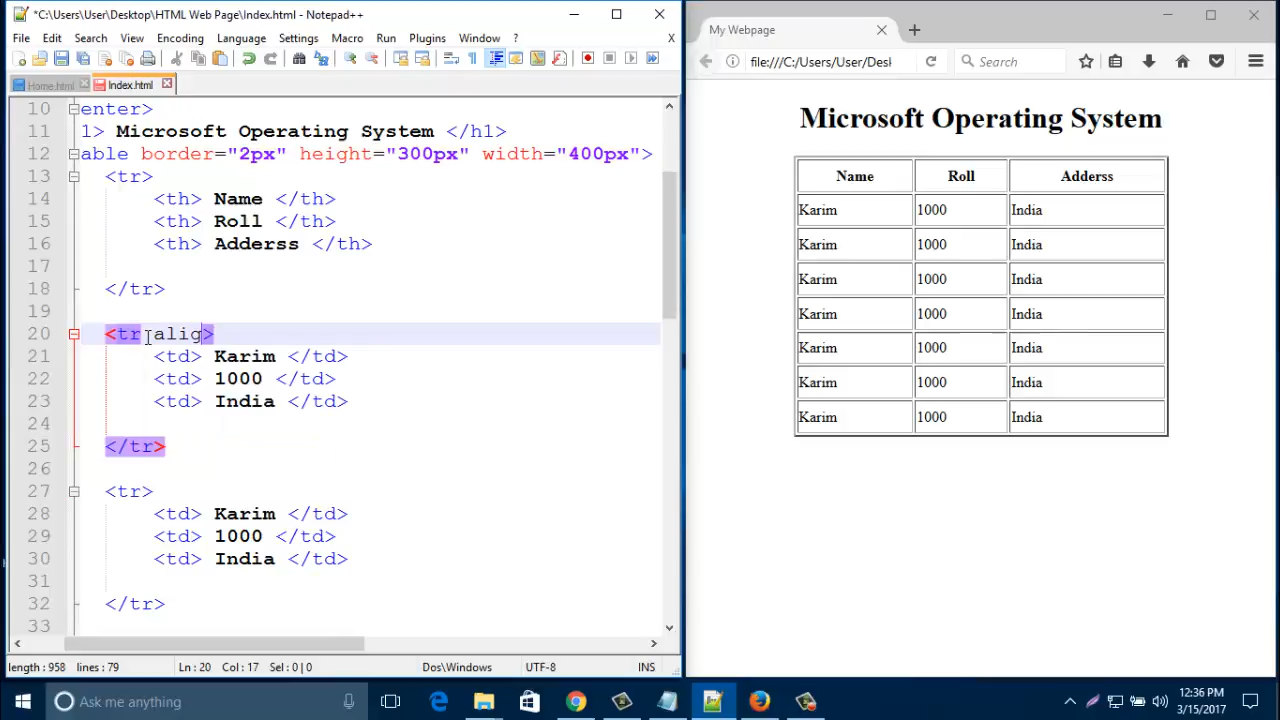 *C:\Users\User\Desktop\HTML Web Page\Index.html - Notepad++
File Edit Search View Encoding Language Settings Macro Run Plugins Window ? X
Home.html Index.html
10 enter>
11 1> Microsoft Operating System </h1>
12 able border="2px" height="300px" width="400px">
13 <tr>
14 <th> Name </th>
15 <th> Roll </th>
16 <th> Adderss </th>
17
18 </tr>
19
20 <tr alig>
21 <td> Karim </td>
22 <td> 1000 </td>
23 <td> India </td>
24
25 </tr>
26
27 <tr>
28 <td> Karim </td>
29 <td> 1000 </td>
30 <td> India </td>
31
32 </tr>
33
length : 958 lines : 79 Ln : 20 Col : 17 Sel : 0 | 0 Dos\Windows UTF-8 INS
My Webpage
file:///C:/Users/User/Desl Search
Microsoft Operating System
Name Roll Adderss
Karim 1000 India
Karim 1000 India
Karim 1000 India
Karim 1000 India
Karim 1000 India
Karim 1000 India
Karim 1000 India
Ask me anything
12:36 PM
3/15/2017